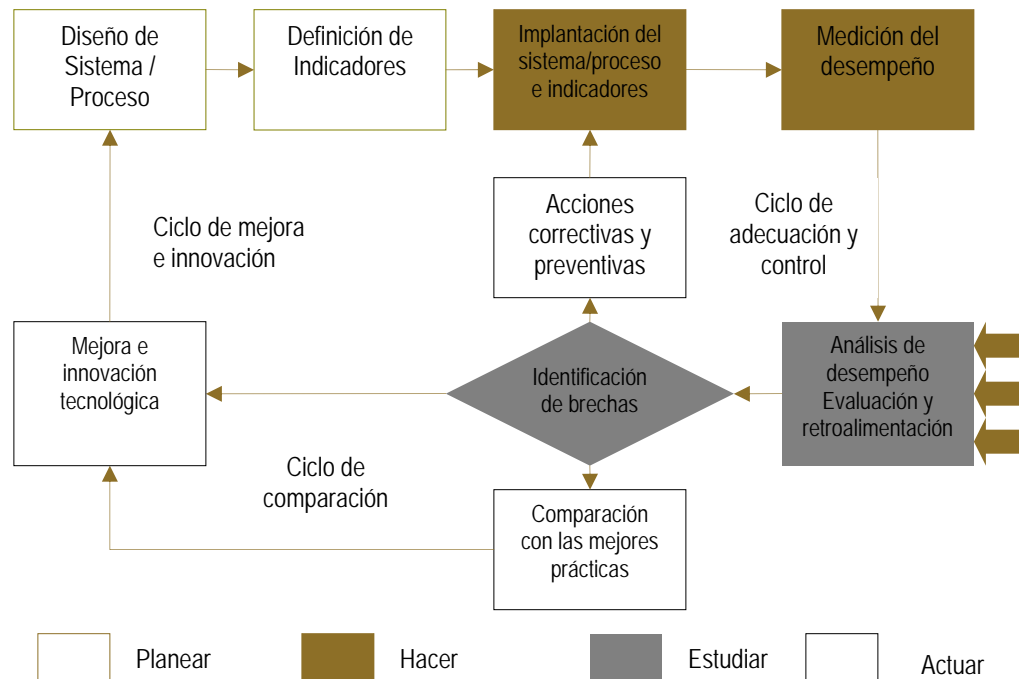 Diseño de
Sistema /
Proceso
Definición de
Indicadores
Implantación del
sistema/proceso
e indicadores
Medición del
desempeño
Ciclo de mejora
e innovación
Acciones
correctivas y
preventivas
Ciclo de
adecuación y
control
Mejora e
innovación
tecnológica
Identificación
de brechas
Análisis de
desempeño
Evaluación y
retroalimentación
Ciclo de
comparación
Comparación
con las mejores
prácticas
Planear
Hacer
Estudiar
Actuar